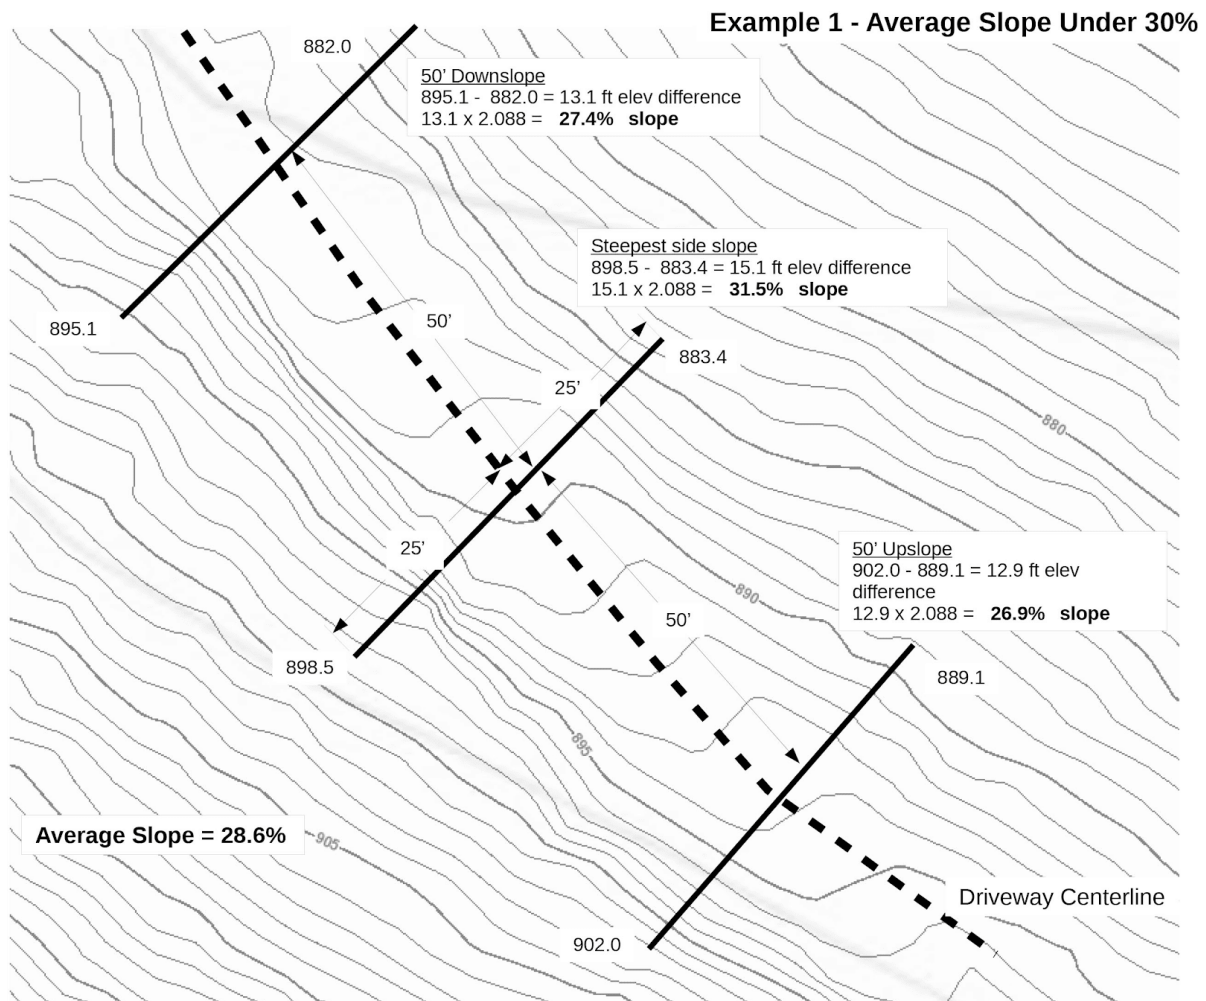 Example 1 - Average Slope Under 30%
882.0
50’ Downslope
895.1 -  882.0 = 13.1 ft elev difference
13.1 x 2.088 =   27.4%   slope
Steepest side slope
898.5 -  883.4 = 15.1 ft elev difference
15.1 x 2.088 =   31.5%   slope
895.1
50’
883.4
25’
880
25’
50’ Upslope
902.0 - 889.1 = 12.9 ft elev
difference
12.9 x 2.088 =   26.9%   slope
890
50’
898.5
889.1
895
Average Slope = 28.6%
905
Driveway Centerline
902.0